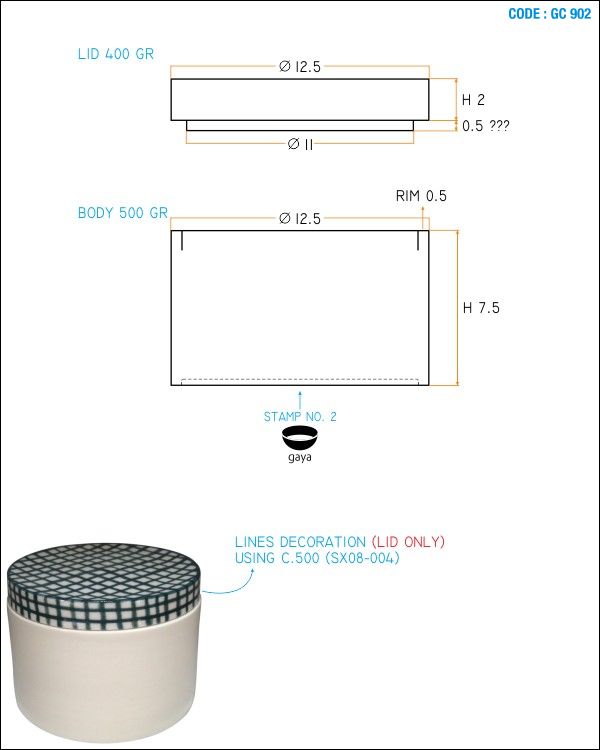 CODE : GC 902
LID 400 GR
Ø 12.5
H 2
0.5 ???
Ø 11
RIM 0.5
BODY 500 GR
Ø 12.5
H 7.5
STAMP NO. 2
gaya
LINES DECORATION (LID ONLY)
USING C.500 (SX08-004)